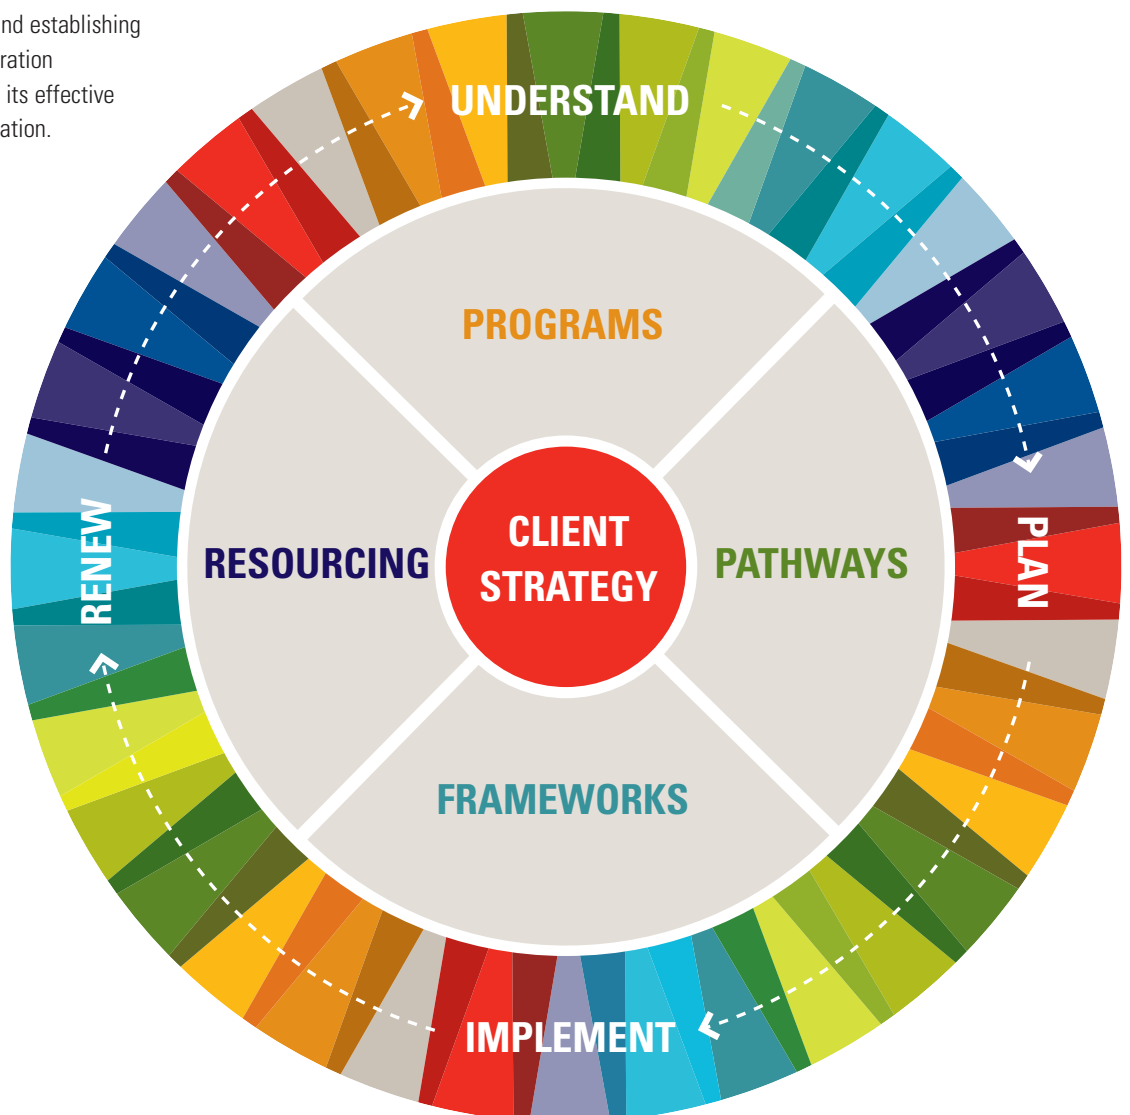 nd establishing
ration
its effective
ation.
UNDERSTAND
PROGRAMS
CLIENT
STRATEGY
RESOURCING
PATHWAYS
RENEW
PLAN
FRAMEWORKS
IMPLEMENT